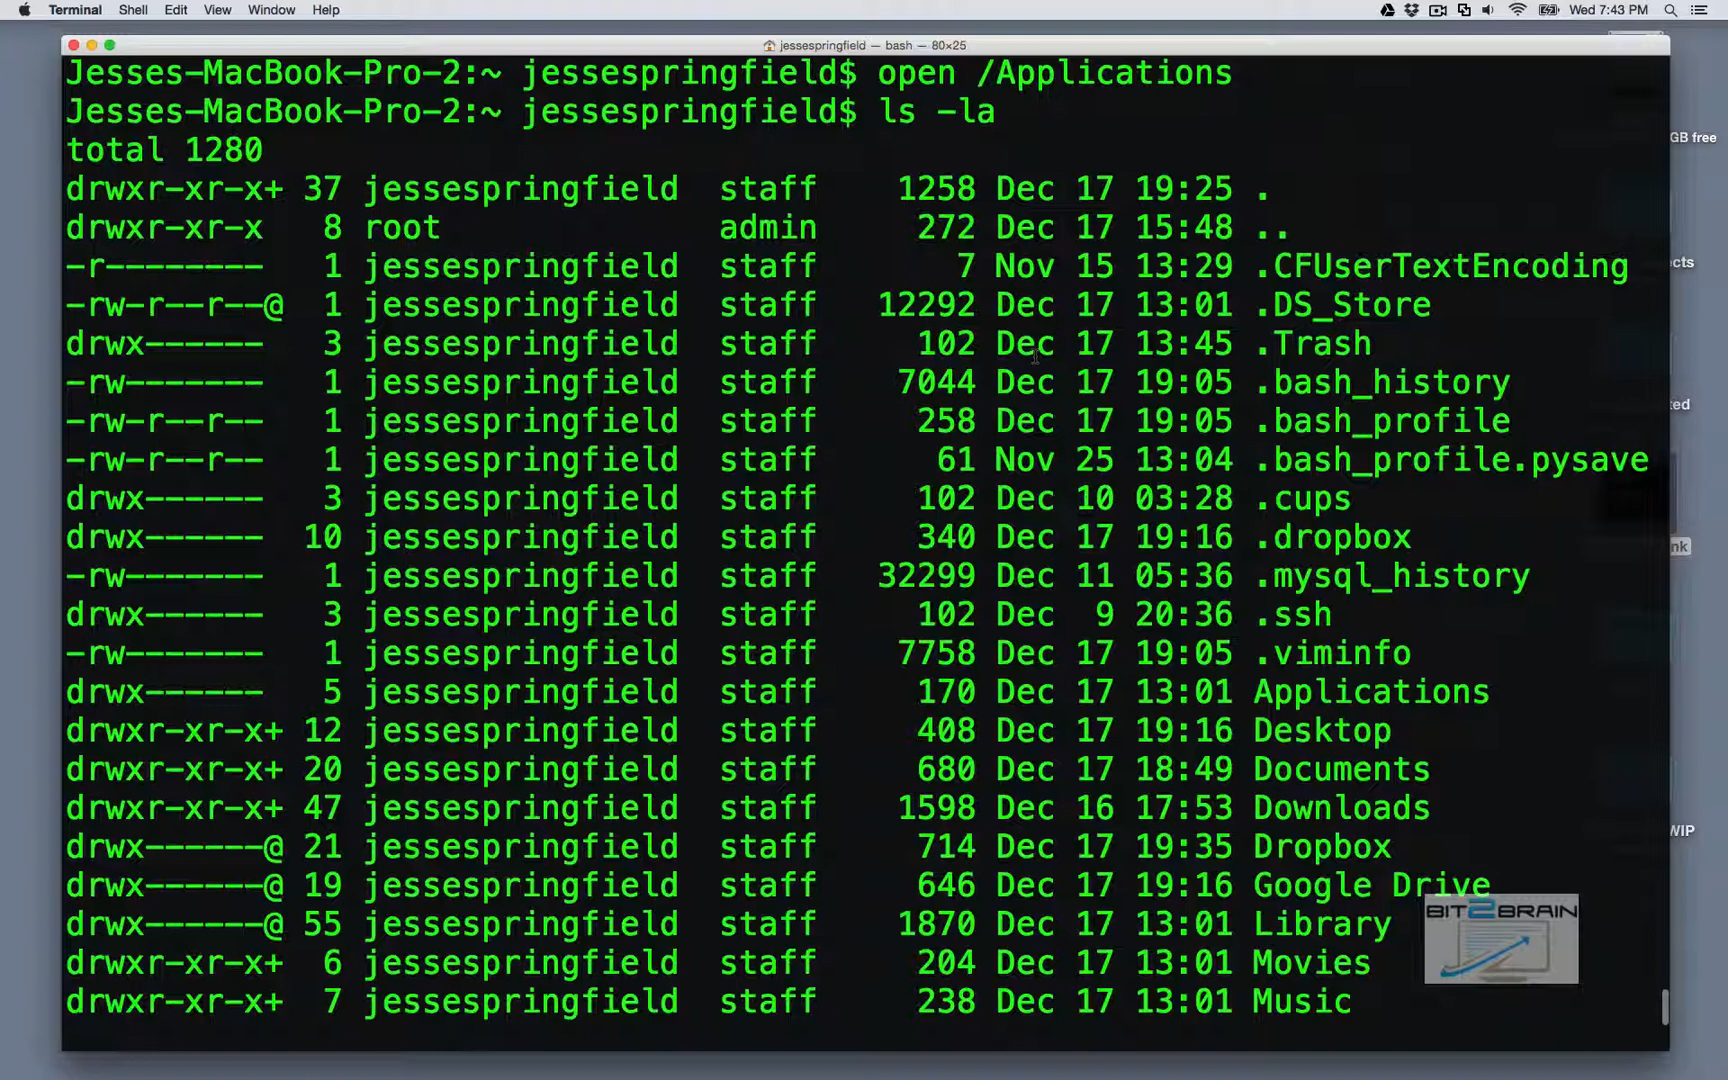 Terminal Shell Edit View Window Help Wed 7:43 PM
jessespringfield — bash — 80×25
Jesses-MacBook-Pro-2:~ jessespringfield$ open /Applications
Jesses-MacBook-Pro-2:~ jessespringfield$ ls -la
total 1280
drwxr-xr-x+ 37 jessespringfield staff 1258 Dec 17 19:25 .
drwxr-xr-x 8 root admin 272 Dec 17 15:48 ..
-r-------- 1 jessespringfield staff 7 Nov 15 13:29 .CFUserTextEncoding
-rw-r--r--@ 1 jessespringfield staff 12292 Dec 17 13:01 .DS_Store
drwx------ 3 jessespringfield staff 102 Dec 17 13:45 .Trash
-rw------- 1 jessespringfield staff 7044 Dec 17 19:05 .bash_history
-rw-r--r-- 1 jessespringfield staff 258 Dec 17 19:05 .bash_profile
-rw-r--r-- 1 jessespringfield staff 61 Nov 25 13:04 .bash_profile.pysave
drwx------ 3 jessespringfield staff 102 Dec 10 03:28 .cups
drwx------ 10 jessespringfield staff 340 Dec 17 19:16 .dropbox
-rw------- 1 jessespringfield staff 32299 Dec 11 05:36 .mysql_history
drwx------ 3 jessespringfield staff 102 Dec 9 20:36 .ssh
-rw------- 1 jessespringfield staff 7758 Dec 17 19:05 .viminfo
drwx------ 5 jessespringfield staff 170 Dec 17 13:01 Applications
drwxr-xr-x+ 12 jessespringfield staff 408 Dec 17 19:16 Desktop
drwxr-xr-x+ 20 jessespringfield staff 680 Dec 17 18:49 Documents
drwxr-xr-x+ 47 jessespringfield staff 1598 Dec 16 17:53 Downloads
drwx------@ 21 jessespringfield staff 714 Dec 17 19:35 Dropbox
drwx------@ 19 jessespringfield staff 646 Dec 17 19:16 Google Drive
drwx------@ 55 jessespringfield staff 1870 Dec 17 13:01 Library
drwxr-xr-x+ 6 jessespringfield staff 204 Dec 17 13:01 Movies
drwxr-xr-x+ 7 jessespringfield staff 238 Dec 17 13:01 Music
GB free
ects
ted
nk
WIP
BIT2BRAIN